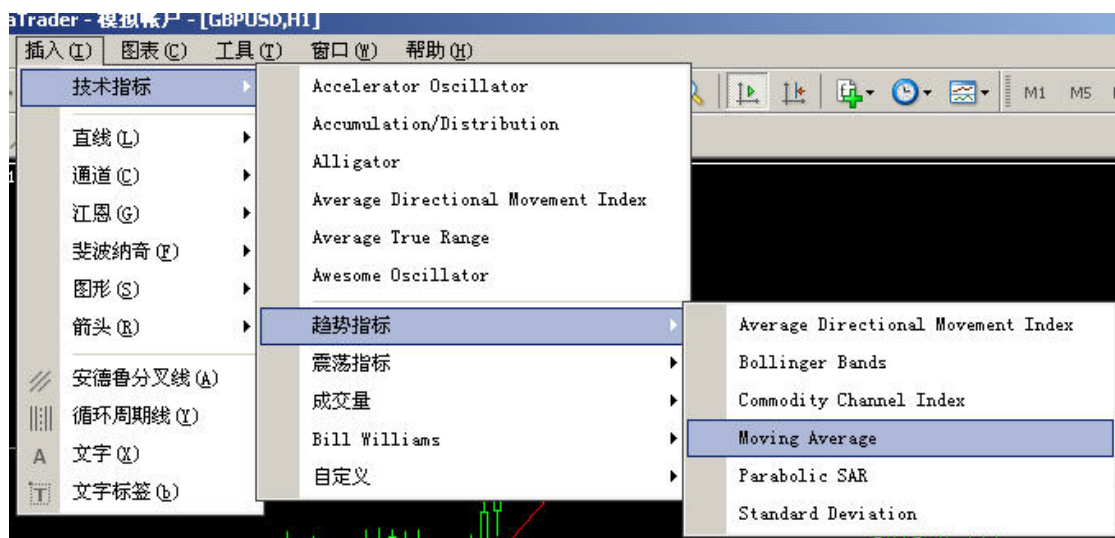 aTrader - 模拟帐户 - [GBPUSD,H1]
插入(I) 图表(C) 工具(T) 窗口(W) 帮助(H)
M1 M5
技术指标
直线(L)
通道(C)
江恩(G)
斐波纳奇(F)
图形(S)
箭头(R)
安德鲁分叉线(A)
循环周期线(Y)
A 文字(X)
T 文字标签(b)
Accelerator Oscillator
Accumulation/Distribution
Alligator
Average Directional Movement Index
Average True Range
Awesome Oscillator
趋势指标
震荡指标
成交量
Bill Williams
自定义
Average Directional Movement Index
Bollinger Bands
Commodity Channel Index
Moving Average
Parabolic SAR
Standard Deviation